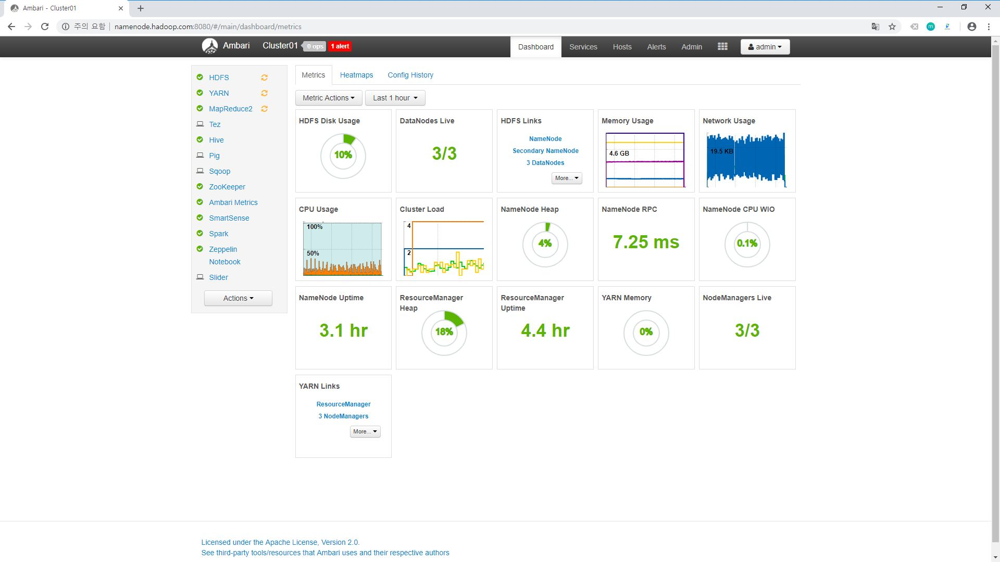 Ambari - Cluster01
주의 요함 | namenode.hadoop.com:8080/#/main/dashboard/metrics
m
Ambari Cluster01 0 ops 1 alert Dashboard Services Hosts Alerts Admin admin
HDFS
YARN
MapReduce2
Tez
Hive
Pig
Sqoop
ZooKeeper
Ambari Metrics
SmartSense
Spark
Zeppelin
Notebook
Slider
Actions
Metrics Heatmaps Config History
Metric Actions Last 1 hour
HDFS Disk Usage
10%
DataNodes Live
3/3
HDFS Links
NameNode
Secondary NameNode
3 DataNodes
More...
Memory Usage
4.6 GB
Network Usage
19.5 KB
CPU Usage
100%
50%
Cluster Load
4
2
NameNode Heap
4%
NameNode RPC
7.25 ms
NameNode CPU WIO
0.1%
NameNode Uptime
3.1 hr
ResourceManager
Heap
18%
ResourceManager
Uptime
4.4 hr
YARN Memory
0%
NodeManagers Live
3/3
YARN Links
ResourceManager
3 NodeManagers
More...
Licensed under the Apache License, Version 2.0.
See third-party tools/resources that Ambari uses and their respective authors